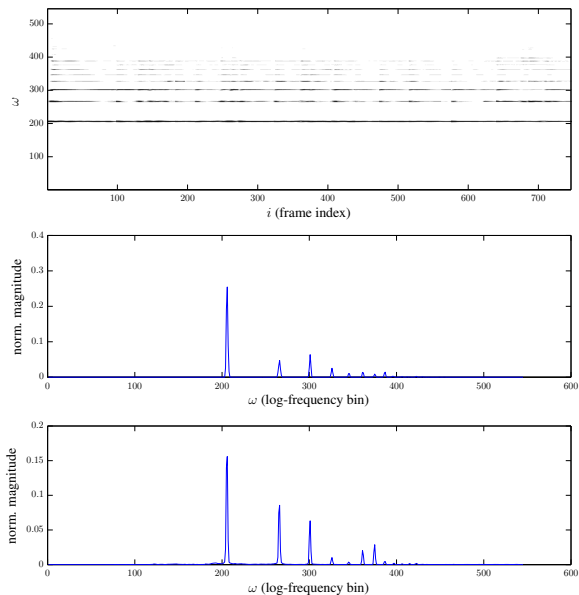 500
400
300
200
100
ω
100 200 300 400 500 600 700
i (frame index)
0.4
0.3
0.2
0.1
0
norm. magnitude
0 100 200 300 400 500 600
ω (log-frequency bin)
0.2
0.15
0.1
0.05
0
norm. magnitude
0 100 200 300 400 500 600
ω (log-frequency bin)